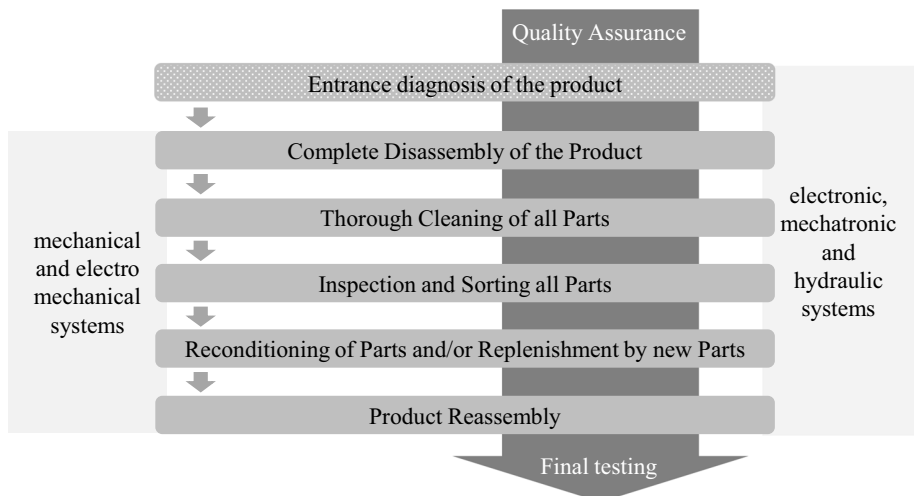 Quality Assurance
Entrance diagnosis of the product
Complete Disassembly of the Product
Thorough Cleaning of all Parts
Inspection and Sorting all Parts
Reconditioning of Parts and/or Replenishment by new Parts
Product Reassembly
Final testing
mechanical
and electro
mechanical
systems
electronic,
mechatronic
and
hydraulic
systems